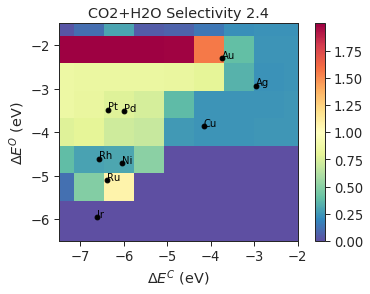 CO2+H2O Selectivity 2.4
−2
−3
−4
−5
−6
ΔE^O (eV)
Au
Ag
Pt
Pd
Cu
Rh
Ni
Ru
Ir
−7
−6
−5
−4
−3
−2
ΔE^C (eV)
1.75
1.50
1.25
1.00
0.75
0.50
0.25
0.00